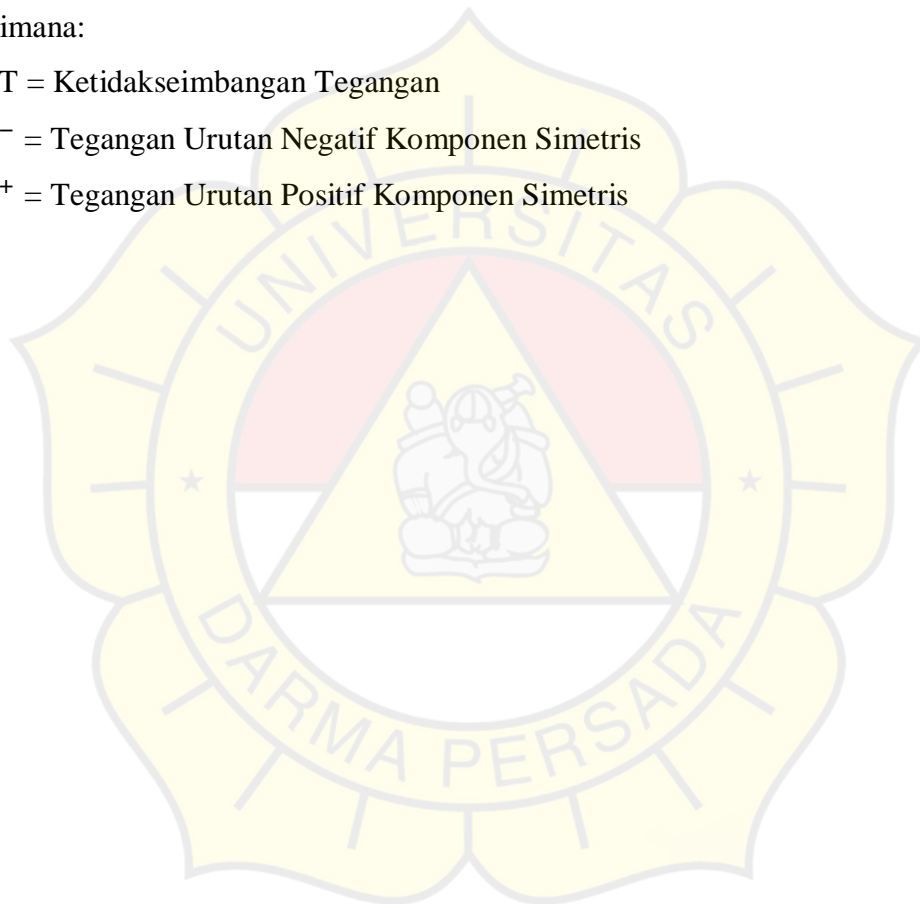 imana:
T = Ketidakseimbangan Tegangan
⁻ = Tegangan Urutan Negatif Komponen Simetris
⁺ = Tegangan Urutan Positif Komponen Simetris
UNIVERSITAS
DARMA PERSADA